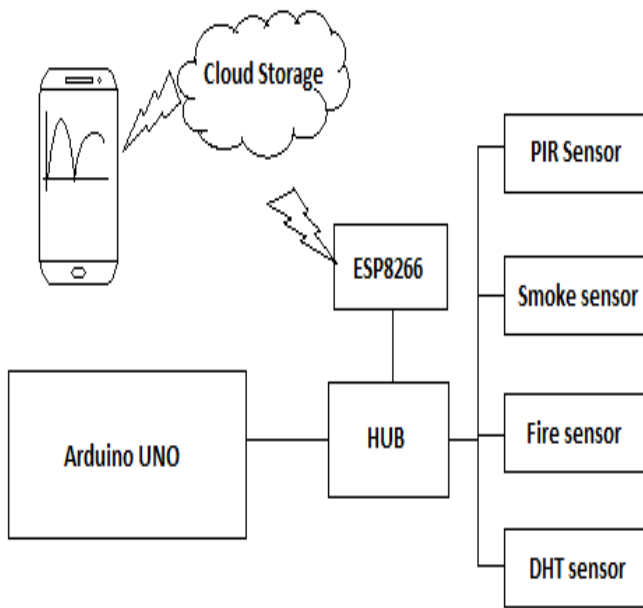 Cloud Storage
PIR Sensor
ESP8266
Smoke sensor
Arduino UNO
HUB
Fire sensor
DHT sensor